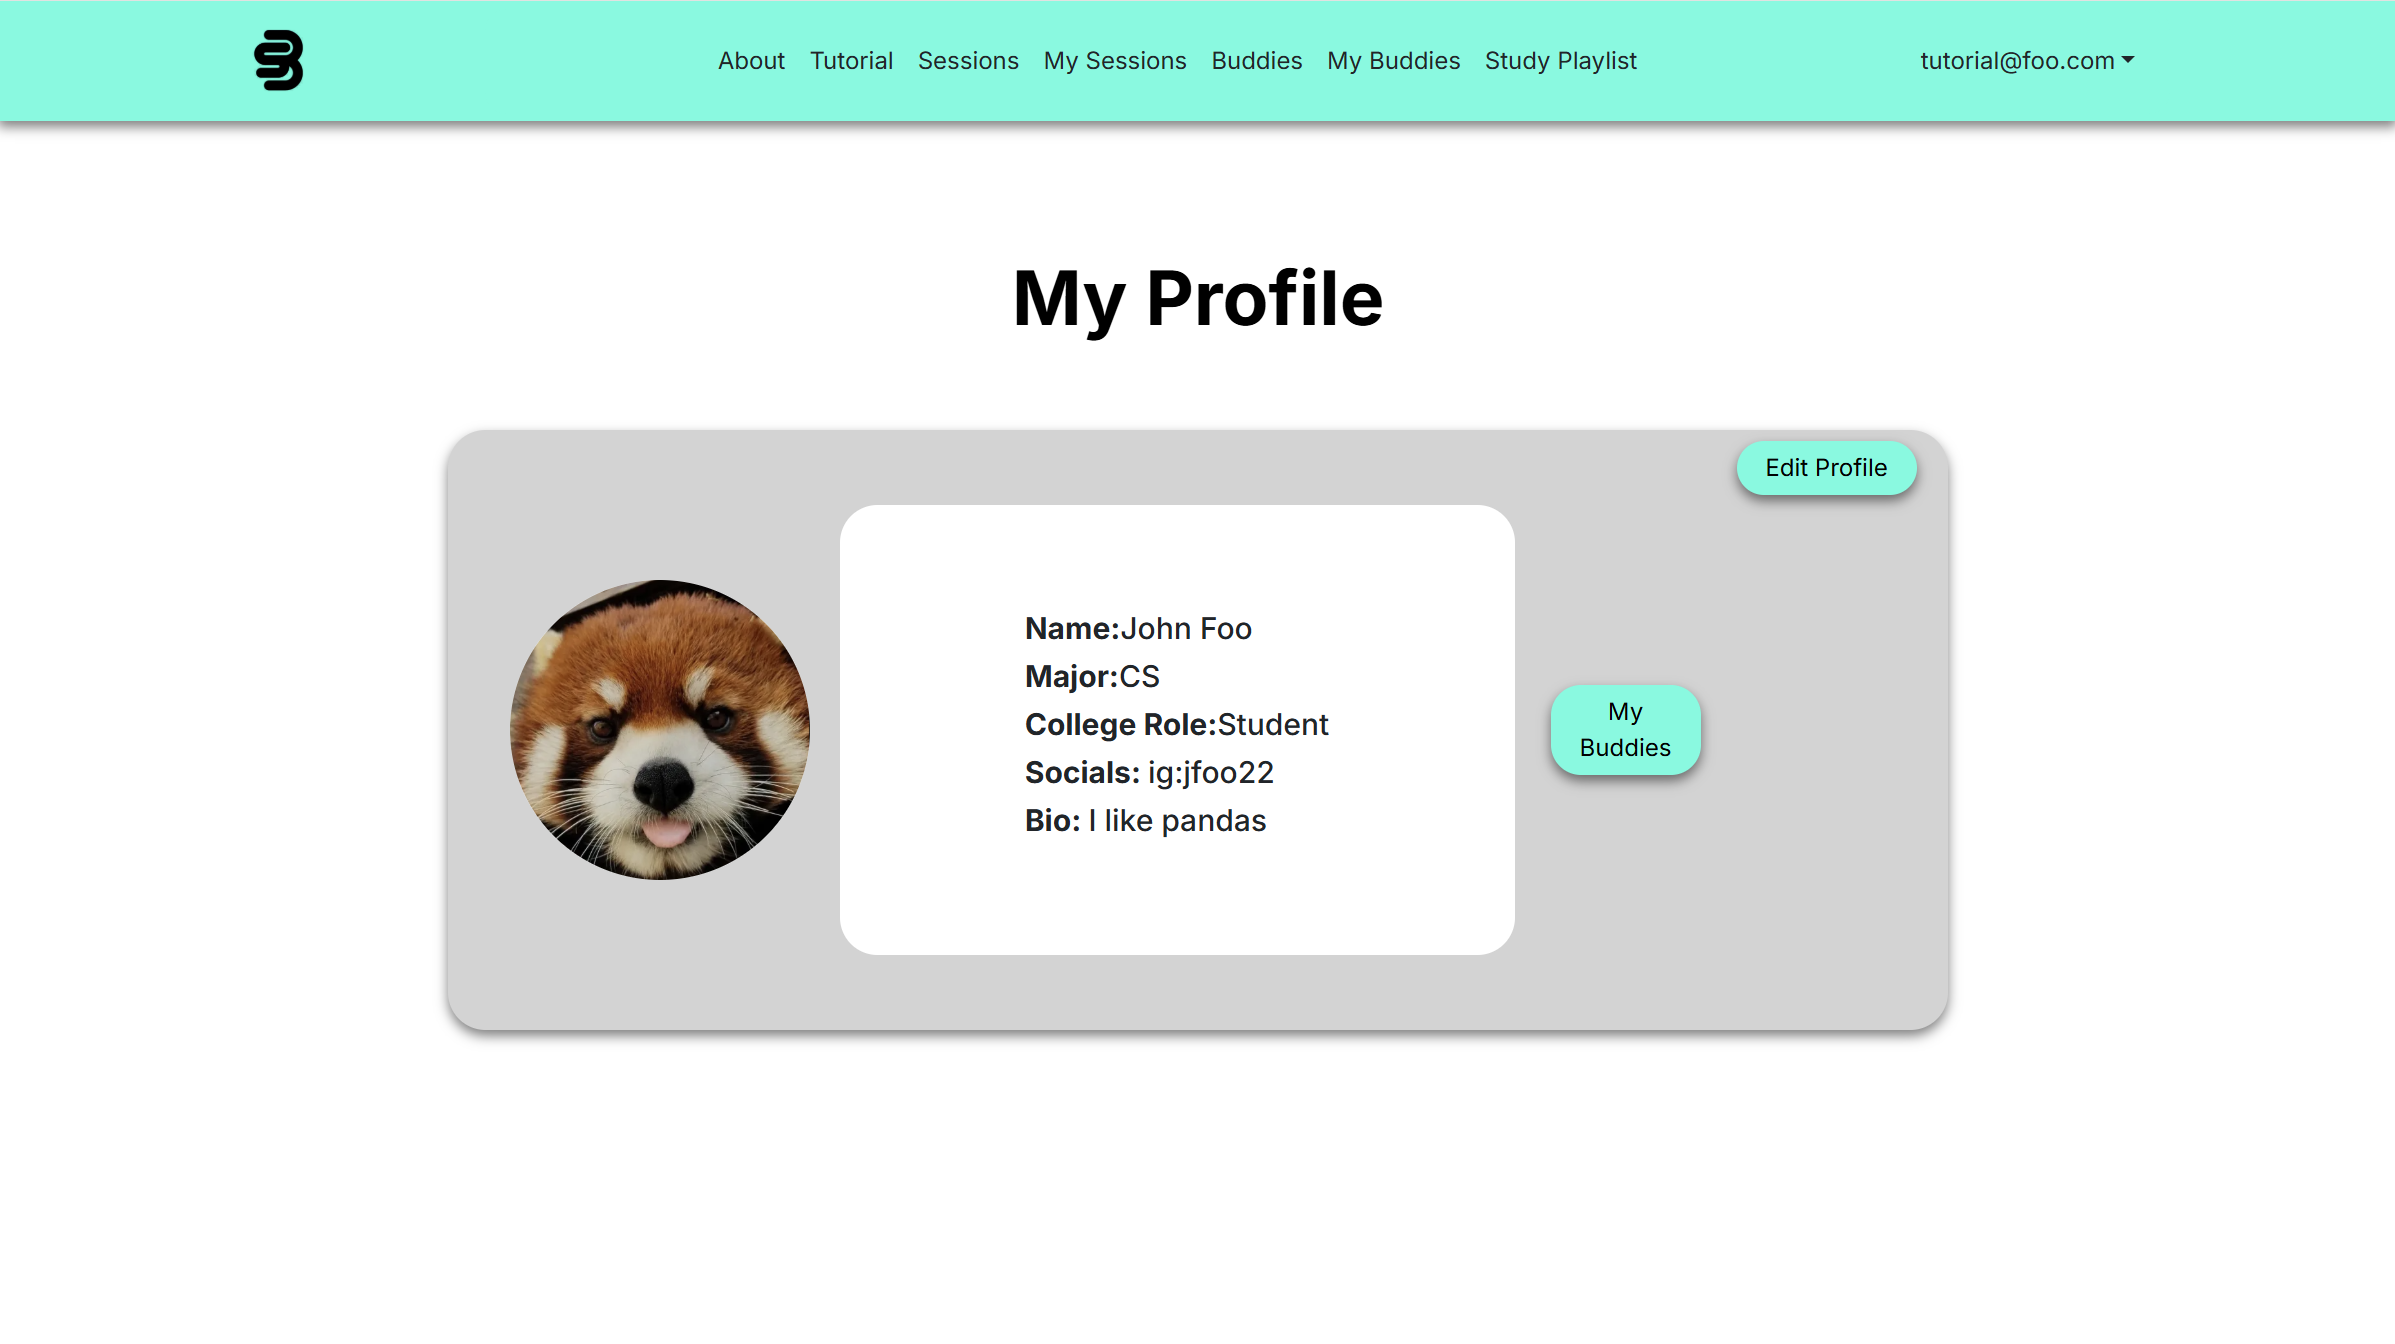 About Tutorial Sessions My Sessions Buddies My Buddies Study Playlist tutorial@foo.com
My Profile
Edit Profile
Name:John Foo
Major:CS
College Role:Student
Socials: ig:jfoo22
Bio: I like pandas
My
Buddies